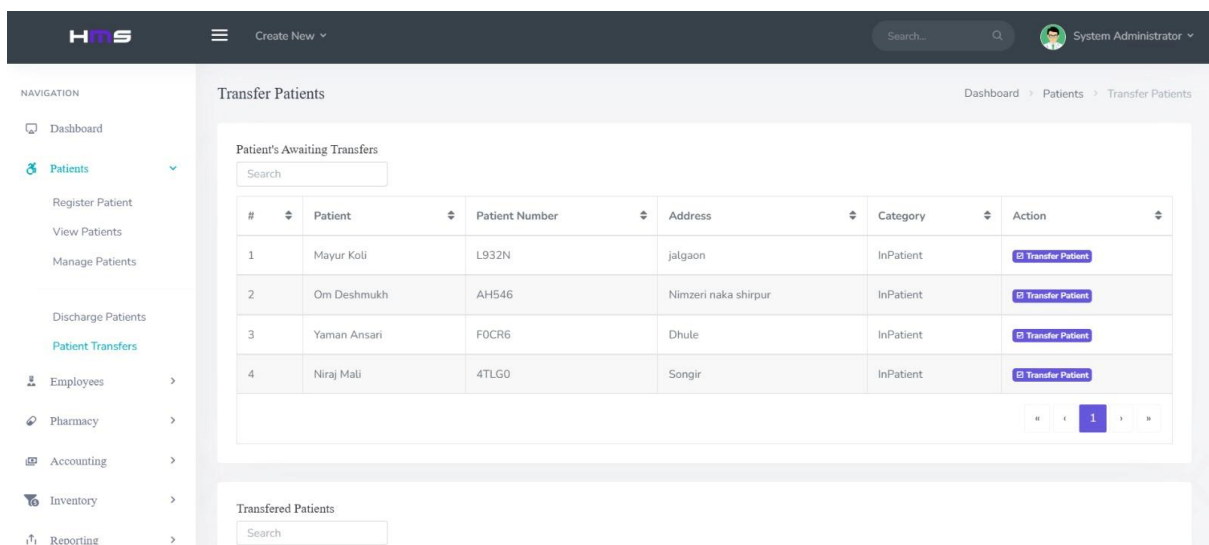 HMS
Create New
Search...
System Administrator
NAVIGATION
Transfer Patients
Dashboard > Patients > Transfer Patients
Dashboard
Patients
Register Patient
View Patients
Manage Patients
Discharge Patients
Patient Transfers
Employees
Pharmacy
Accounting
Inventory
Reporting
Patient's Awaiting Transfers
Search
# Patient Patient Number Address Category Action
1 Mayur Koli L932N jalgaon InPatient Transfer Patient
2 Om Deshmukh AH546 Nimzeri naka shirpur InPatient Transfer Patient
3 Yaman Ansari F0CR6 Dhule InPatient Transfer Patient
4 Niraj Mali 4TLG0 Songir InPatient Transfer Patient
« ‹ 1 › »
Transfered Patients
Search